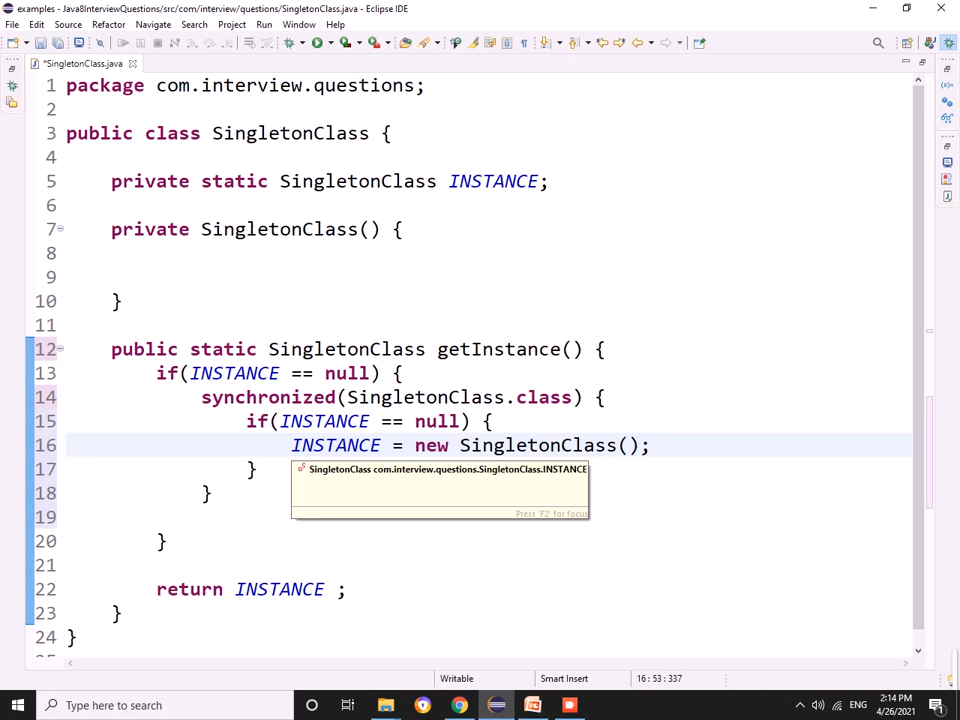 examples - Java8InterviewQuestions/src/com/interview/questions/SingletonClass.java - Eclipse IDE
File Edit Source Refactor Navigate Search Project Run Window Help
*SingletonClass.java
1 package com.interview.questions;
2
3 public class SingletonClass {
4
5 private static SingletonClass INSTANCE;
6
7 private SingletonClass() {
8
9
10 }
11
12 public static SingletonClass getInstance() {
13 if(INSTANCE == null) {
14 synchronized(SingletonClass.class) {
15 if(INSTANCE == null) {
16 INSTANCE = new SingletonClass();
17 }
SingletonClass com.interview.questions.SingletonClass.INSTANCE
18 }
Press 'F2' for focus
19
20 }
21
22 return INSTANCE ;
23 }
24 }
Writable Smart Insert 16 : 53 : 337
Type here to search
ENG
2:14 PM
4/26/2021